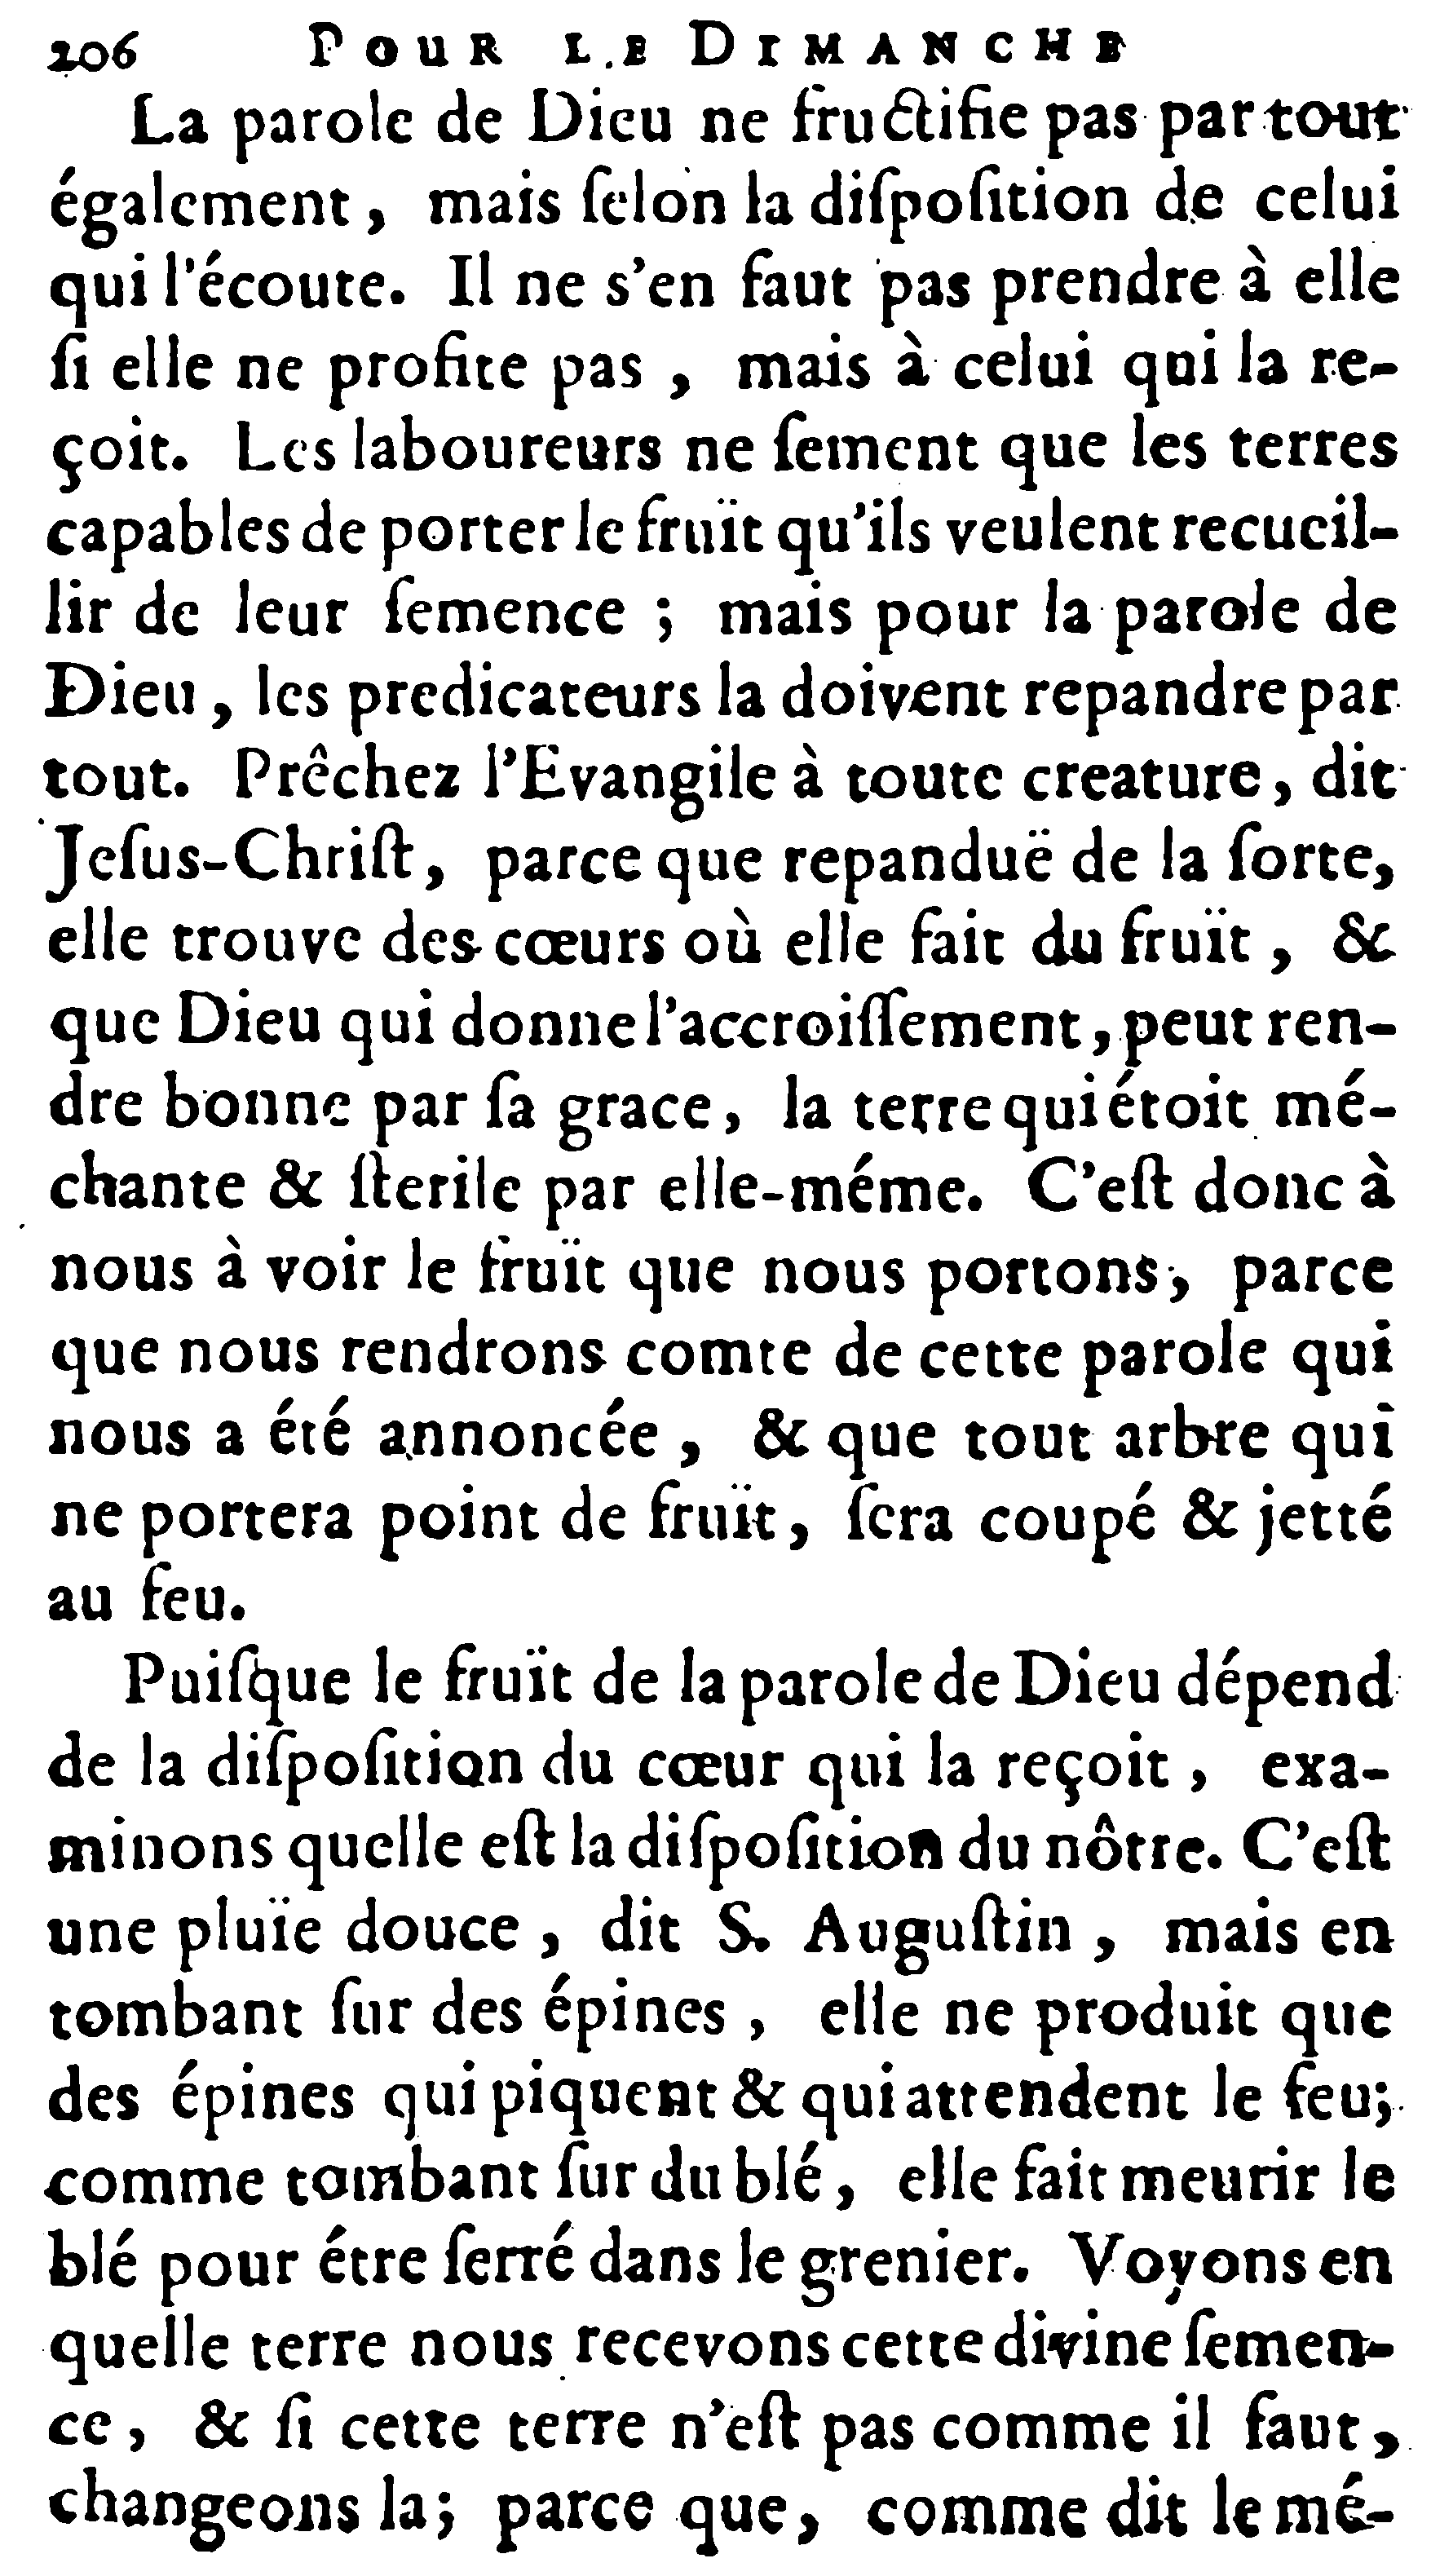 206 POUR LE DIMANCHE
La parole de Dieu ne fructifie pas par tout
également, mais ſelon la diſpoſition de celui
qui l'écoute. Il ne s'en faut pas prendre à elle
ſi elle ne profite pas, mais à celui qui la re-
çoit. Les laboureurs ne ſement que les terres
capables de porter le fruït qu'ils veulent recueil-
lir de leur ſemence; mais pour la parole de
Dieu, les predicateurs la doivent repandre par
tout. Prêchez l'Evangile à toute creature, dit
Jeſus-Chriſt, parce que repanduë de la ſorte,
elle trouve des cœurs où elle fait du fruït, &
que Dieu qui donne l'accroiſſement, peut ren-
dre bonne par ſa grace, la terre qui étoit mé-
chante & ſterile par elle-méme. C'eſt donc à
nous à voir le fruït que nous portons, parce
que nous rendrons comte de cette parole qui
nous a été annoncée, & que tout arbre qui
ne portera point de fruït, ſera coupé & jetté
au feu.
Puiſque le fruït de la parole de Dieu dépend
de la diſpoſition du cœur qui la reçoit, exa-
minons quelle eſt la diſpoſition du nôtre. C'eſt
une pluïe douce, dit S. Auguſtin, mais en
tombant ſur des épines, elle ne produit que
des épines qui piquent & qui attendent le feu;
comme tombant ſur du blé, elle fait meurir le
blé pour étre ſerré dans le grenier. Voyons en
quelle terre nous recevons cette divine ſemen-
ce, & ſi cette terre n'eſt pas comme il faut,
changeons la; parce que, comme dit le mé-